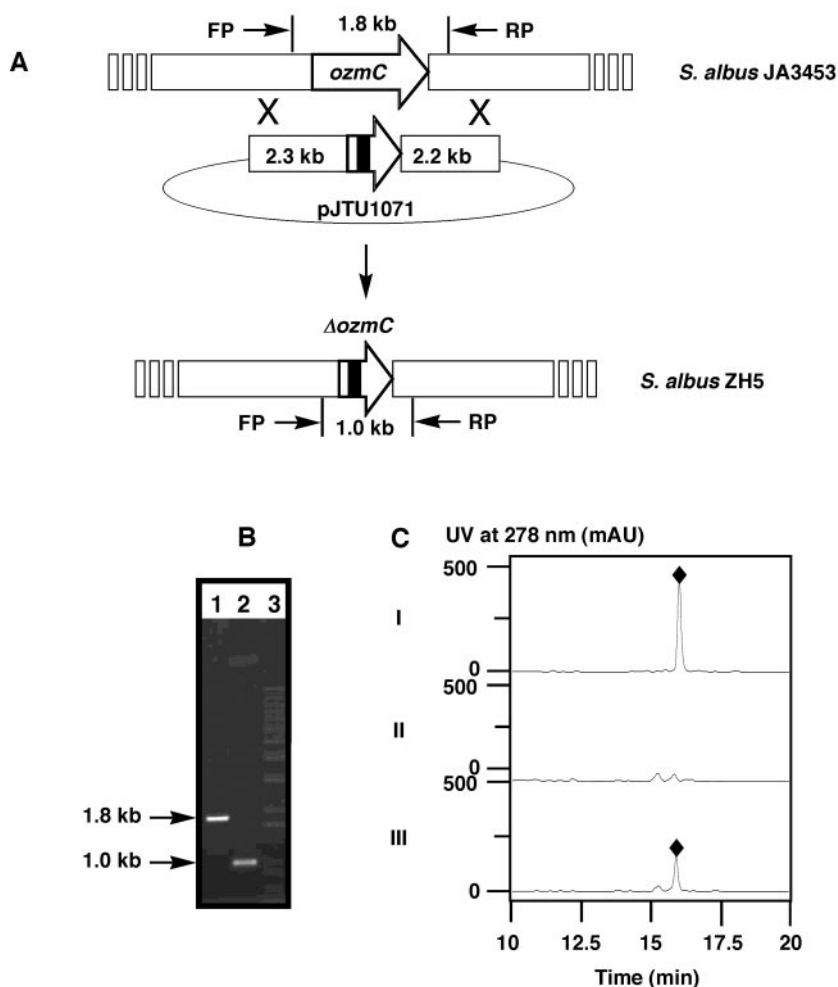 A
FP
1.8 kb
RP
ozmC
S. albus JA3453
X
X
2.3 kb
2.2 kb
pJTU1071
ΔozmC
S. albus ZH5
FP
1.0 kb
RP
B
1 2 3
1.8 kb
1.0 kb
C
UV at 278 nm (mAU)
500
I
0
500
II
0
500
III
0
10 12.5 15 17.5 20
Time (min)